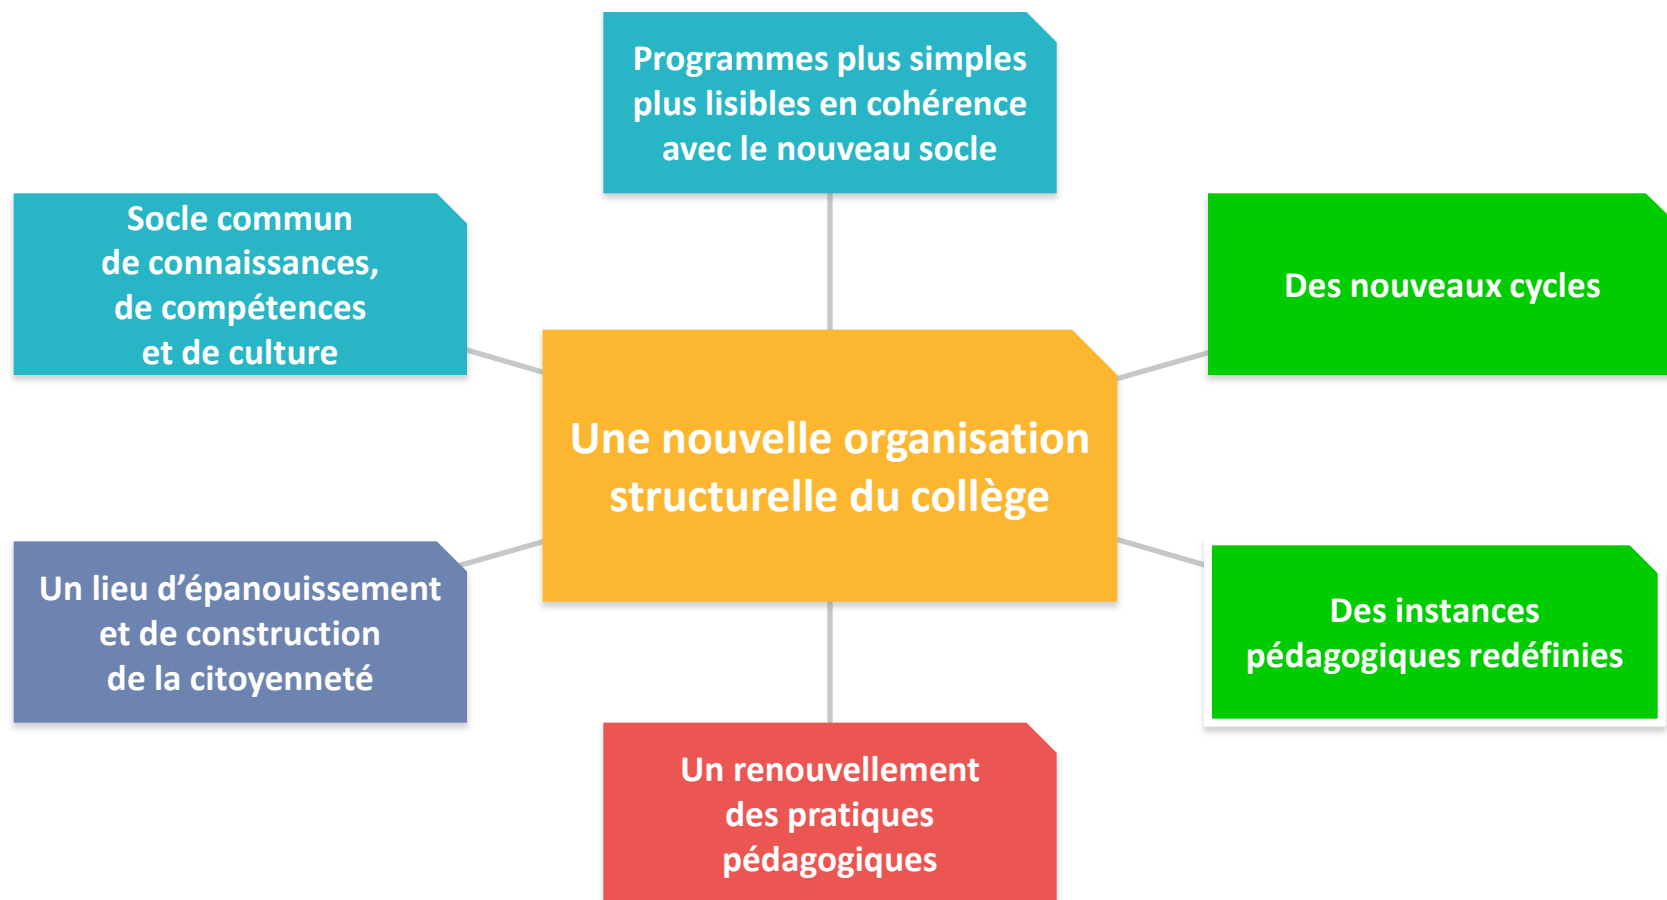 Programmes plus simples
plus lisibles en cohérence
avec le nouveau socle
Socle commun
de connaissances,
de compétences
et de culture
Des nouveaux cycles
Une nouvelle organisation
structurelle du collège
Un lieu d’épanouissement
et de construction
de la citoyenneté
Des instances
pédagogiques redéfinies
Un renouvellement
des pratiques
pédagogiques